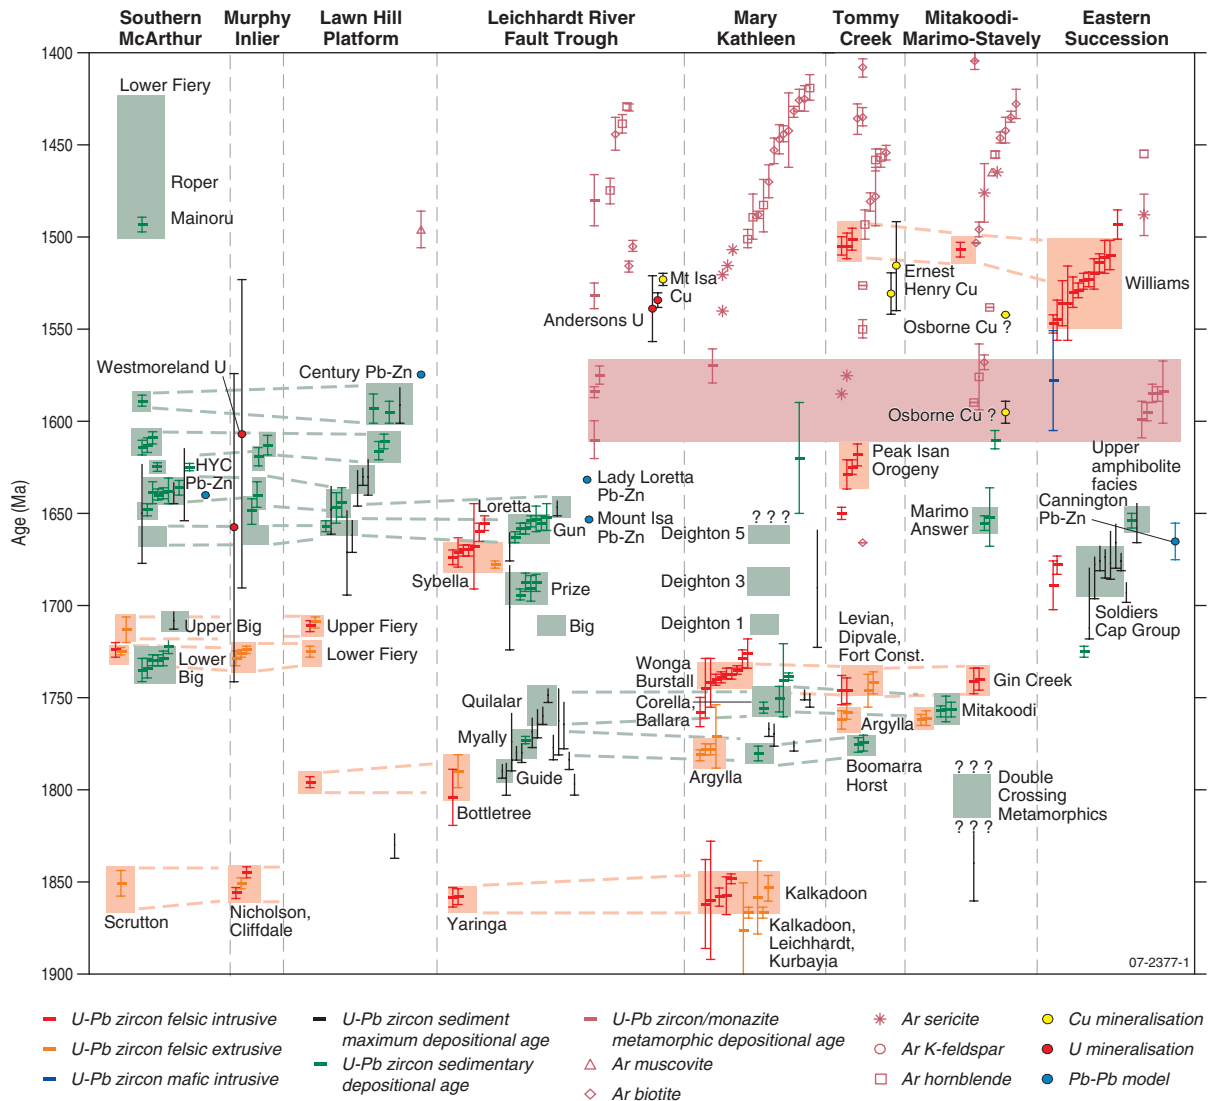 Southern McArthur
Murphy Inlier
Lawn Hill Platform
Leichhardt River Fault Trough
Mary Kathleen
Tommy Creek
Mitakoodi-Marimo-Stavely
Eastern Succession
Age (Ma)
1400
1450
1500
1550
1600
1650
1700
1750
1800
1850
1900
Lower Fiery
Roper
Mainoru
Westmoreland U
HYC
Pb-Zn
Upper Big
Lower
Big
Scrutton
Nicholson,
Cliffdale
Century Pb-Zn
Upper Fiery
Lower Fiery
Mt Isa
Cu
Andersons U
Lady Loretta
Pb-Zn
Mount Isa
Pb-Zn
Loretta
Gun
Sybella
Prize
Big
Quilalar
Myally
Guide
Bottletree
Yaringa
Deighton 5
? ? ?
Deighton 3
Deighton 1
Wonga
Burstall
Corella,
Ballara
Argylla
Kalkadoon
Kalkadoon,
Leichhardt,
Kurbayia
Ernest
Henry Cu
Peak Isan
Orogeny
Levian,
Dipvale,
Fort Const.
Argylla
Boomarra
Horst
Osborne Cu ?
Osborne Cu ?
Marimo
Answer
Gin Creek
Mitakoodi
? ? ?
Double
Crossing
Metamorphics
? ? ?
Williams
Upper
amphibolite
facies
Cannington
Pb-Zn
Soldiers
Cap Group
07-2377-1
U-Pb zircon felsic intrusive
U-Pb zircon felsic extrusive
U-Pb zircon mafic intrusive
U-Pb zircon sediment
maximum depositional age
U-Pb zircon sedimentary
depositional age
U-Pb zircon/monazite
metamorphic depositional age
Ar muscovite
Ar biotite
Ar sericite
Ar K-feldspar
Ar hornblende
Cu mineralisation
U mineralisation
Pb-Pb model